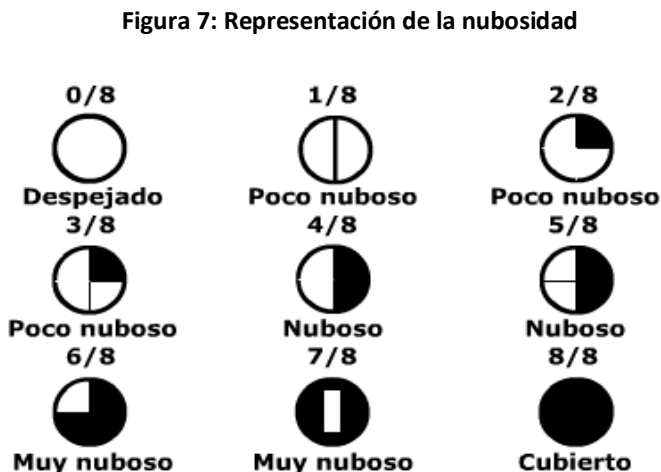 Figura 7: Representación de la nubosidad
0/8 1/8 2/8
Despejado Poco nuboso Poco nuboso
3/8 4/8 5/8
Poco nuboso Nuboso Nuboso
6/8 7/8 8/8
Muy nuboso Muy nuboso Cubierto